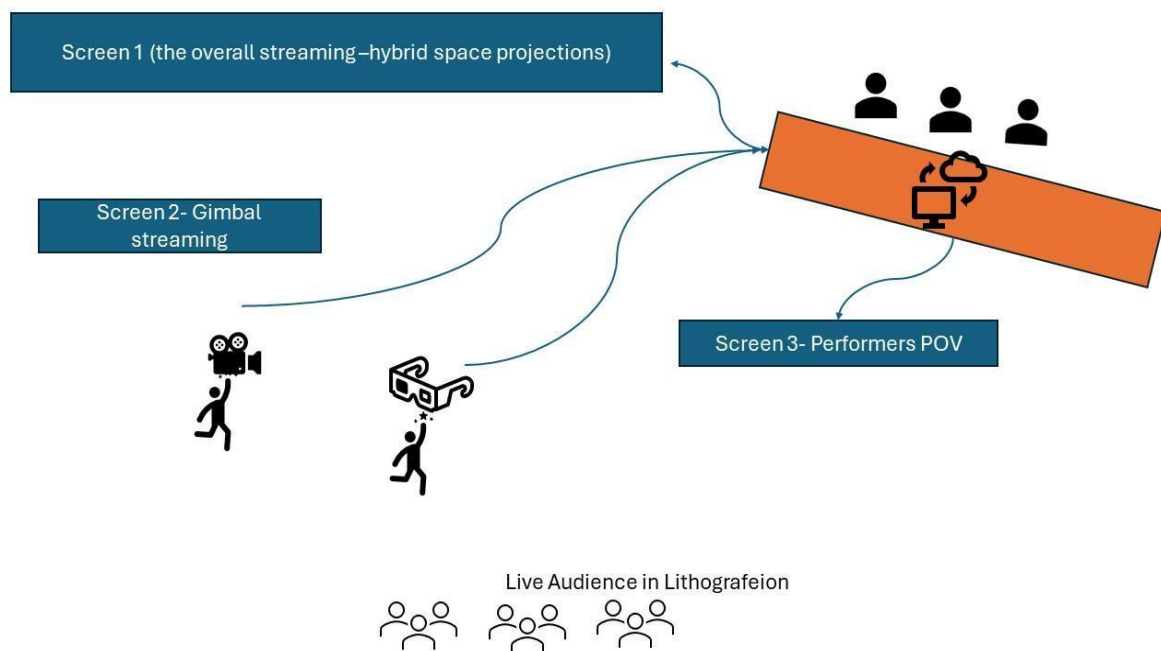 Screen 1 (the overall streaming –hybrid space projections)
Screen 2- Gimbal
streaming
Screen 3- Performers POV
Live Audience in Lithografeion